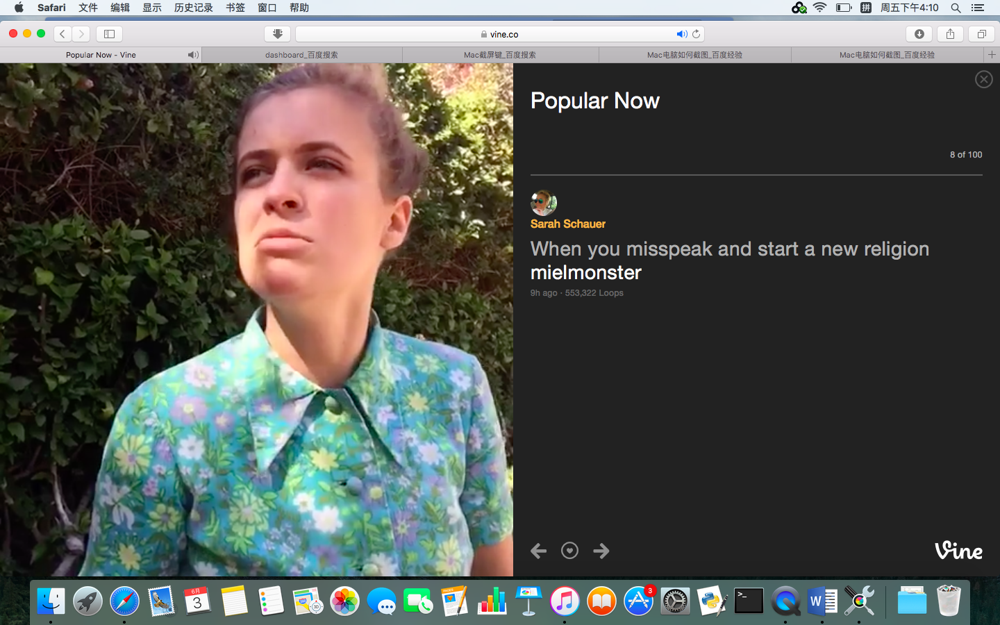 Safari 文件 编辑 显示 历史记录 书签 窗口 帮助 拼 周五下午4:10
vine.co
Popular Now - Vine dashboard_百度搜索 Mac截屏键_百度搜索 Mac电脑如何截图_百度经验 Mac电脑如何截图_百度经验
Popular Now
8 of 100
Sarah Schauer
When you misspeak and start a new religion
mielmonster
9h ago · 553,322 Loops
Vine
6月
3
PAGES
3D
3
>_
W